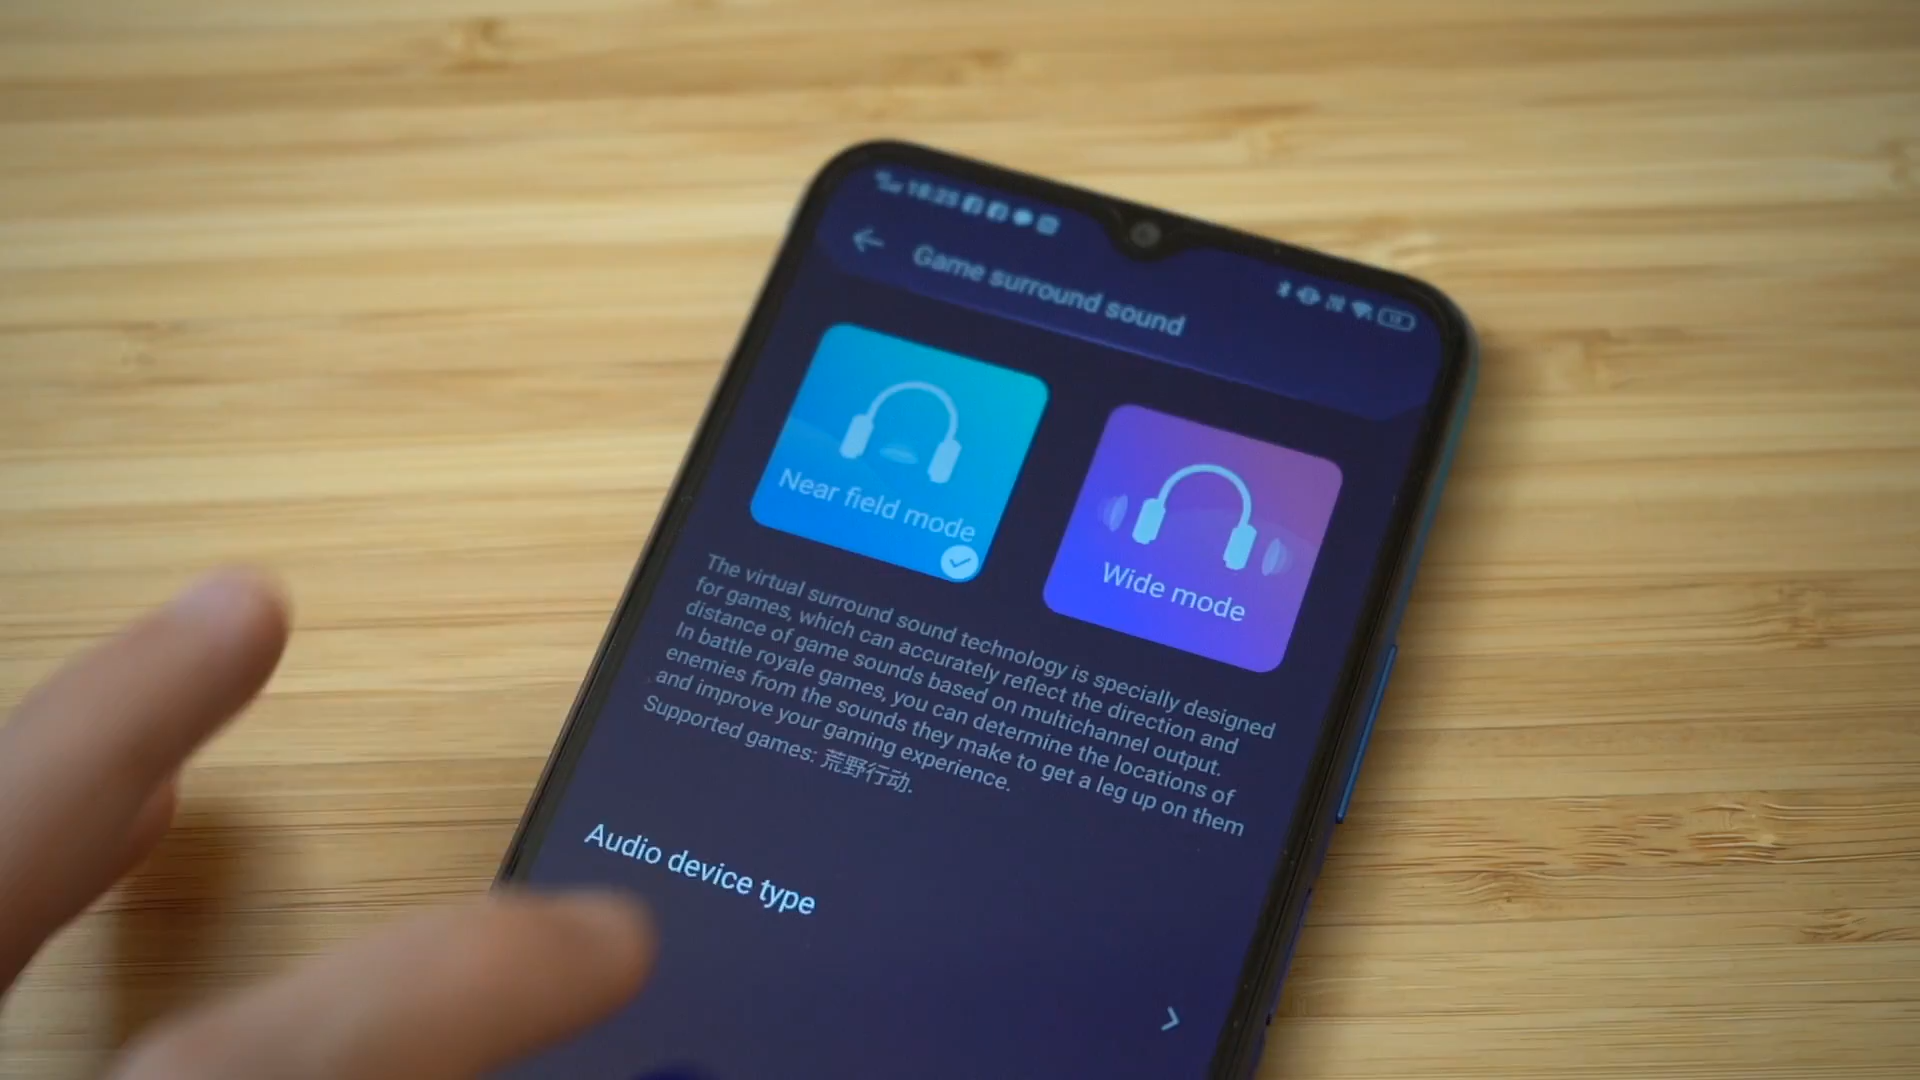 18:25
Game surround sound
Near field mode
Wide mode
The virtual surround sound technology is specially designed
for games, which can accurately reflect the direction and
distance of game sounds based on multichannel output.
In battle royale games, you can determine the locations of
enemies from the sounds they make to get a leg up on them
and improve your gaming experience.
Supported games: 荒野行动.
Audio device type